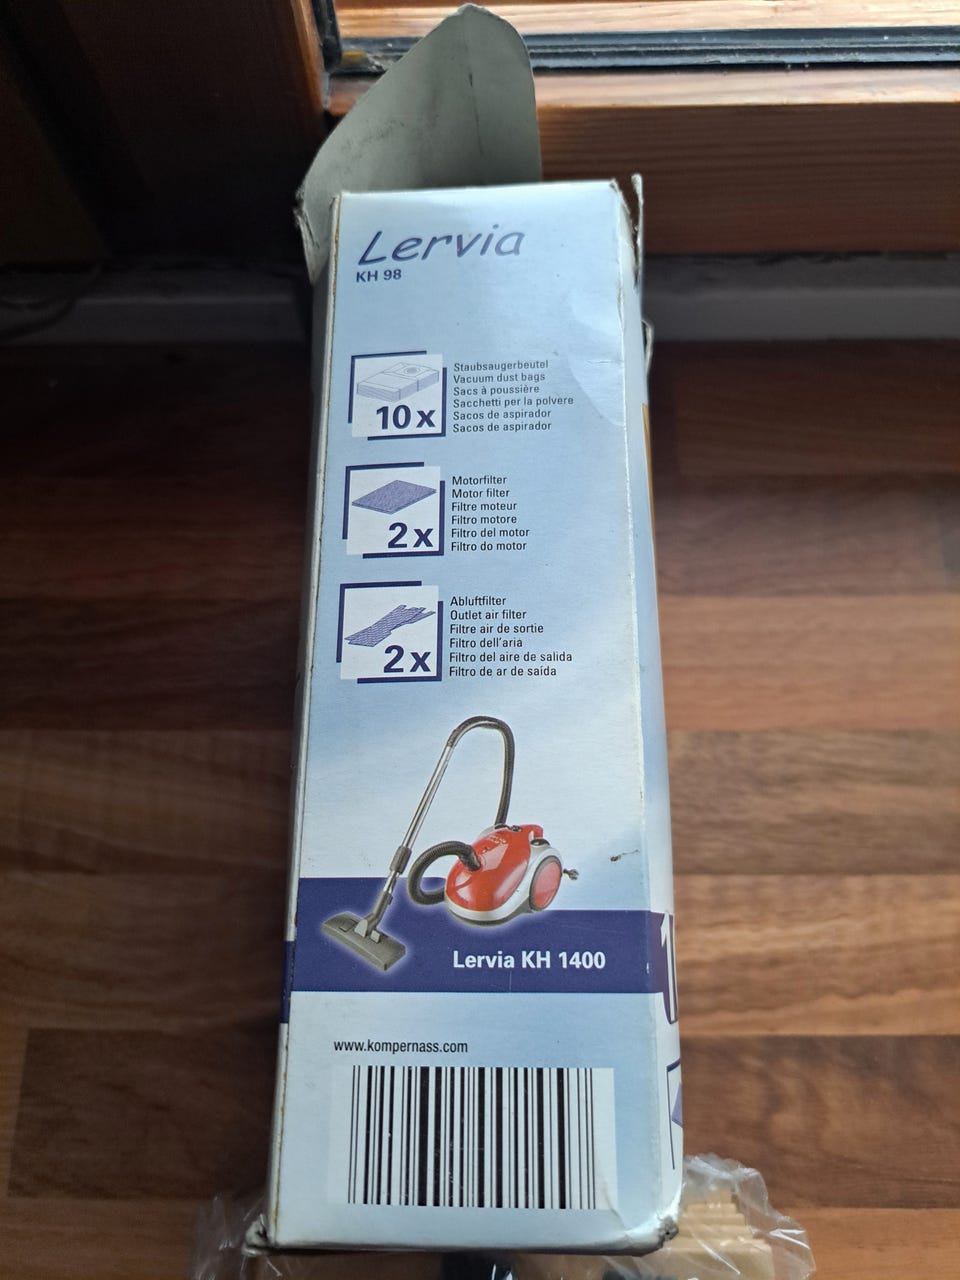 Lervia
KH 98
10 x
Staubsaugerbeutel
Vacuum dust bags
Sacs à poussière
Sacchetti per la polvere
Sacos de aspirador
Sacos de aspirador
2 x
Motorfilter
Motor filter
Filtre moteur
Filtro motore
Filtro del motor
Filtro do motor
2 x
Abluftfilter
Outlet air filter
Filtre air de sortie
Filtro dell'aria
Filtro del aire de salida
Filtro de ar de saída
Lervia KH 1400
www.kompernass.com